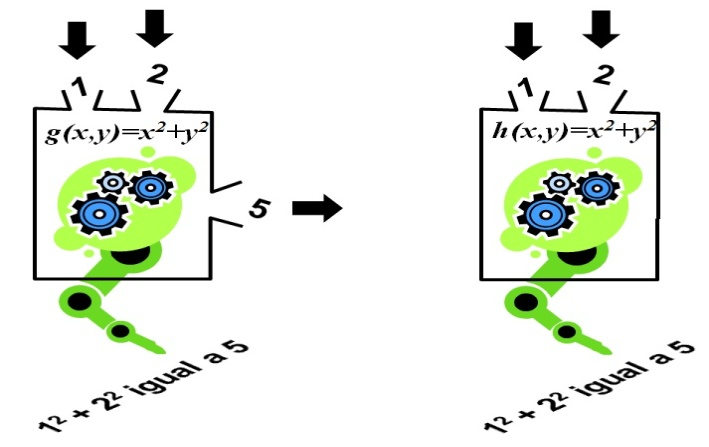 1 2
g(x,y)=x²+y²
5
1² + 2² igual a 5
1 2
h(x,y)=x²+y²
1² + 2² igual a 5